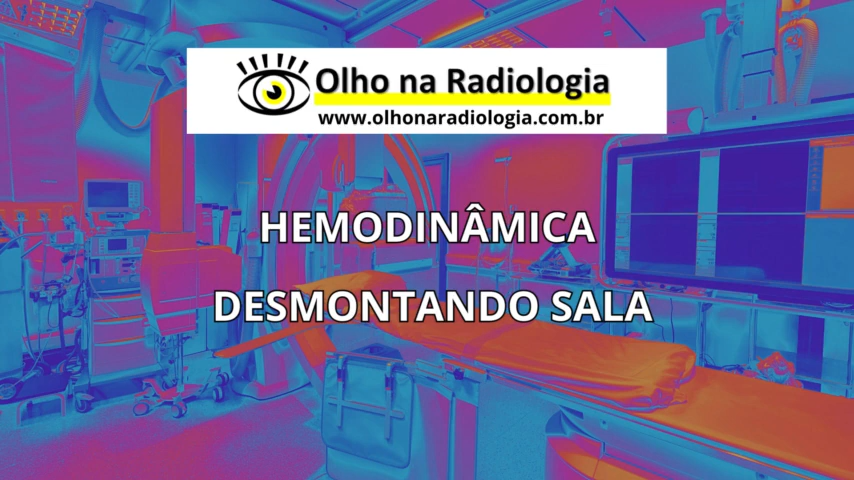 Olho na Radiologia
www.olhonaradiologia.com.br
HEMODINÂMICA
DESMONTANDO SALA